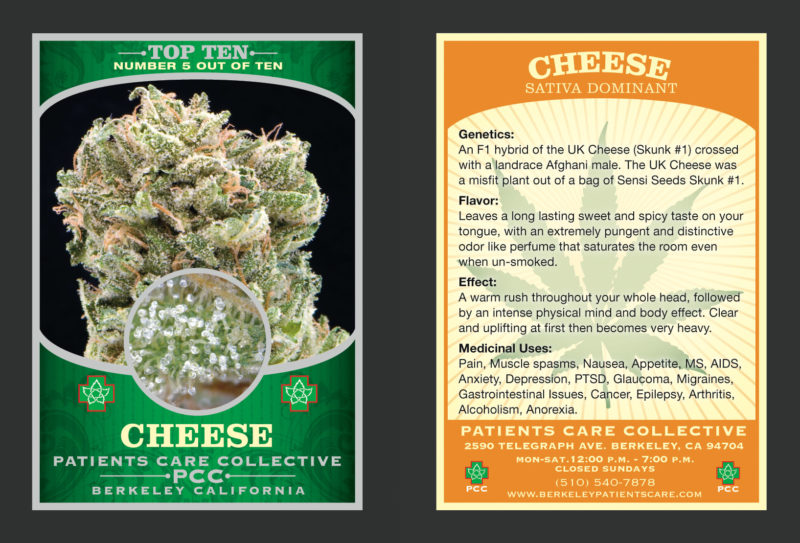 TOP TEN
NUMBER 5 OUT OF TEN
CHEESE
PATIENTS CARE COLLECTIVE
PCC
BERKELEY CALIFORNIA
CHEESE
SATIVA DOMINANT
Genetics:
An F1 hybrid of the UK Cheese (Skunk #1) crossed
with a landrace Afghani male. The UK Cheese was
a misfit plant out of a bag of Sensi Seeds Skunk #1.
Flavor:
Leaves a long lasting sweet and spicy taste on your
tongue, with an extremely pungent and distinctive
odor like perfume that saturates the room even
when un-smoked.
Effect:
A warm rush throughout your whole head, followed
by an intense physical mind and body effect. Clear
and uplifting at first then becomes very heavy.
Medicinal Uses:
Pain, Muscle spasms, Nausea, Appetite, MS, AIDS,
Anxiety, Depression, PTSD, Glaucoma, Migraines,
Gastrointestinal Issues, Cancer, Epilepsy, Arthritis,
Alcoholism, Anorexia.
PATIENTS CARE COLLECTIVE
2590 TELEGRAPH AVE. BERKELEY, CA 94704
MON-SAT.12:00 P.M. - 7:00 P.M.
CLOSED SUNDAYS
(510) 540-7878
PCC
PCC
WWW.BERKELEYPATIENTSCARE.COM